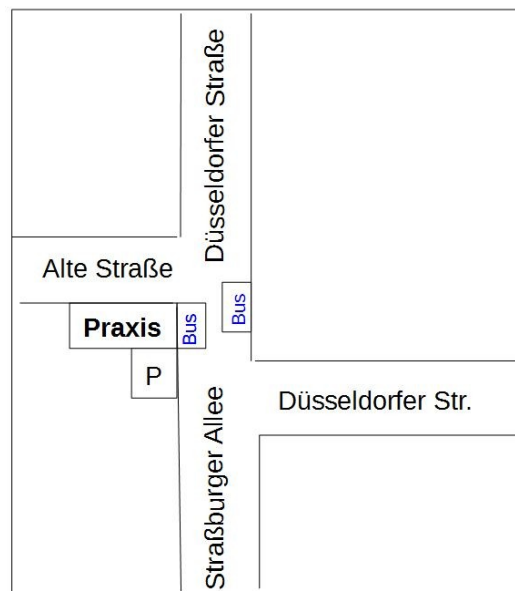 Düsseldorfer Straße
Alte Straße
Bus
Praxis
Bus
P
Düsseldorfer Str.
Straßburger Allee